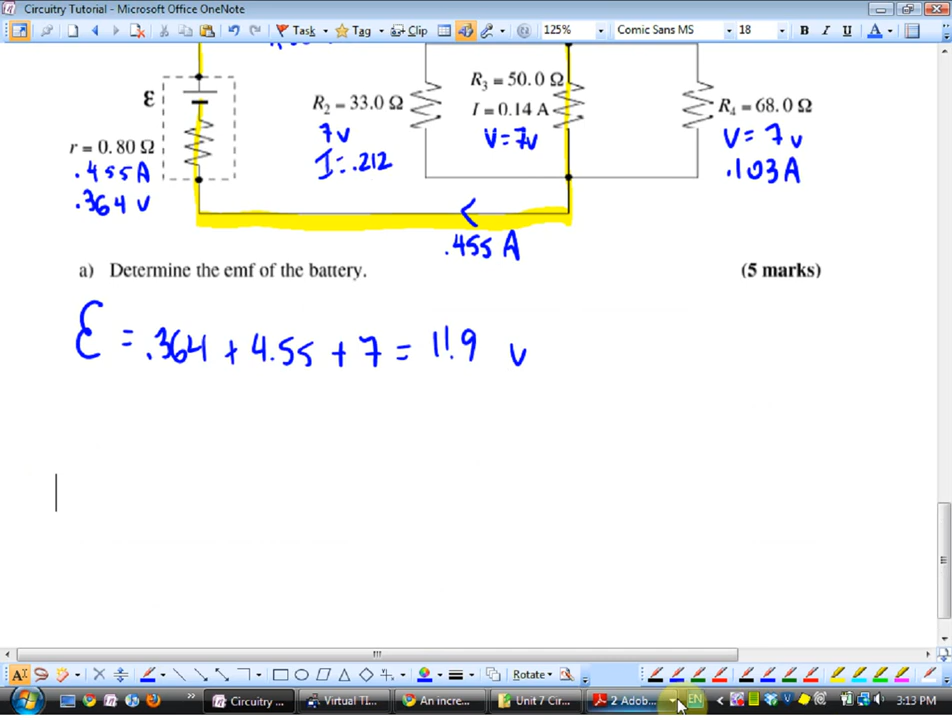 Circuitry Tutorial - Microsoft Office OneNote
Task Tag Clip 125% Comic Sans MS 18 B I U A
ε
R₃ = 50.0 Ω
R₂ = 33.0 Ω
I = 0.14 A
R₄ = 68.0 Ω
7v
V = 7v
V = 7v
r = 0.80 Ω
I = .212
.103A
.455A
.364 v
.455 A
a) Determine the emf of the battery. (5 marks)
ε = .364 + 4.55 + 7 = 11.9 v
Rotate
Circuitry ... Virtual TI... An incre... Unit 7 Cir... 2 Adob... EN 3:13 PM